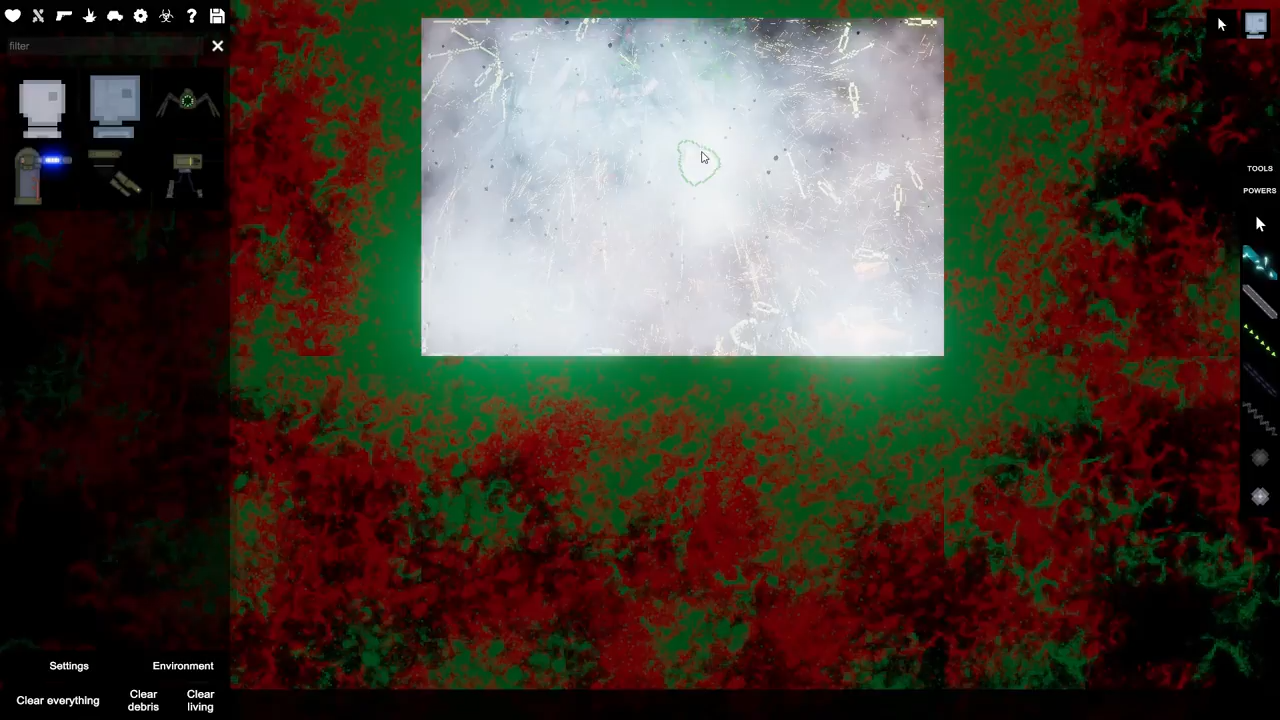 filter
TOOLS
POWERS
Settings
Environment
Clear everything
Clear
debris
Clear
living